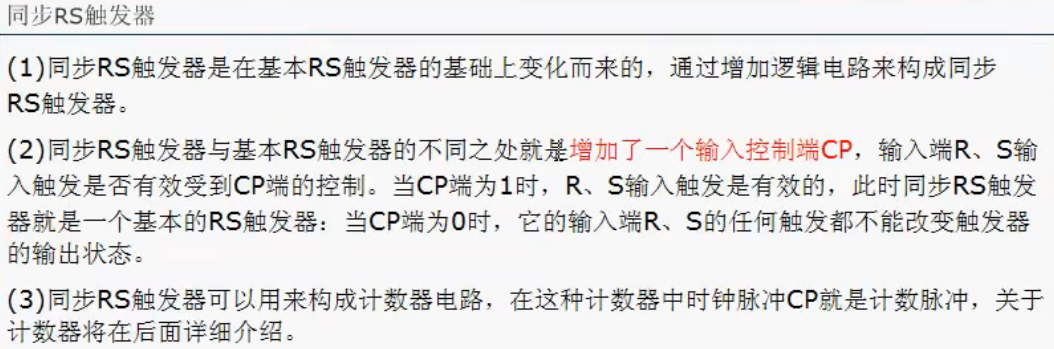 同步RS触发器
(1)同步RS触发器是在基本RS触发器的基础上变化而来的，通过增加逻辑电路来构成同步
RS触发器。
(2)同步RS触发器与基本RS触发器的不同之处就是增加了一个输入控制端CP，输入端R、S输
入触发是否有效受到CP端的控制。当CP端为1时，R、S输入触发是有效的，此时同步RS触发
器就是一个基本的RS触发器：当CP端为0时，它的输入端R、S的任何触发都不能改变触发器
的输出状态。
(3)同步RS触发器可以用来构成计数器电路，在这种计数器中时钟脉冲CP就是计数脉冲，关于
计数器将在后面详细介绍。